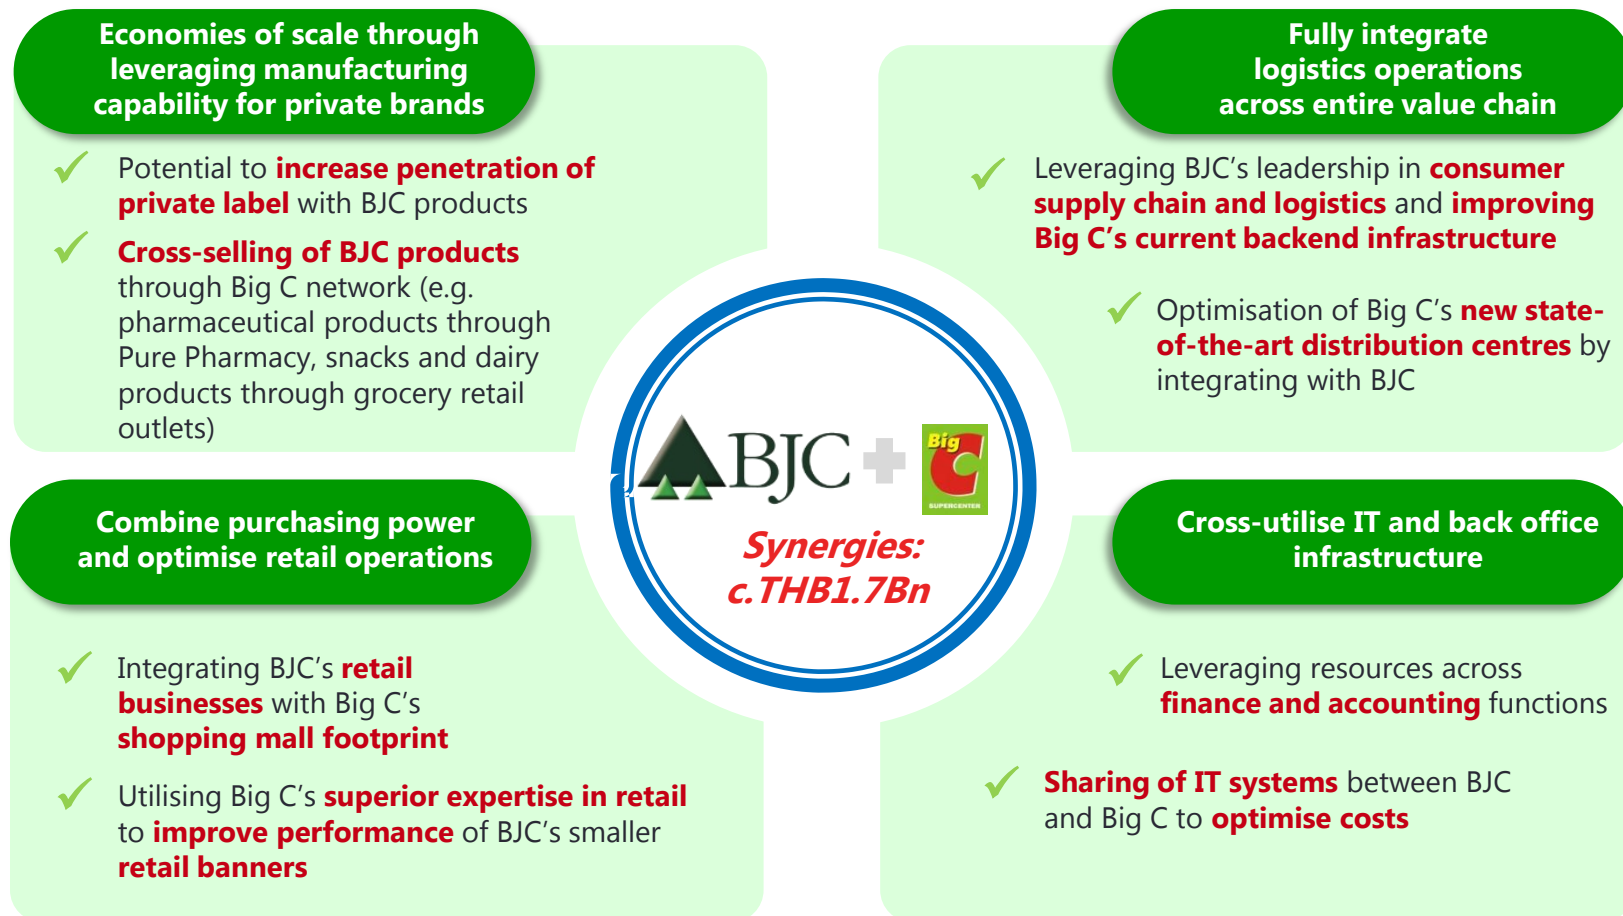 Economies of scale through
leveraging manufacturing
capability for private brands
Potential to increase penetration of
private label with BJC products
Cross-selling of BJC products
through Big C network (e.g.
pharmaceutical products through
Pure Pharmacy, snacks and dairy
products through grocery retail
outlets)
Fully integrate
logistics operations
across entire value chain
Leveraging BJC’s leadership in consumer
supply chain and logistics and improving
Big C’s current backend infrastructure
Optimisation of Big C’s new state-
of-the-art distribution centres by
integrating with BJC
BJC
Big
C
SUPERCENTER
Synergies:
c.THB1.7Bn
Combine purchasing power
and optimise retail operations
Integrating BJC’s retail
businesses with Big C’s
shopping mall footprint
Utilising Big C’s superior expertise in retail
to improve performance of BJC’s smaller
retail banners
Cross-utilise IT and back office
infrastructure
Leveraging resources across
finance and accounting functions
Sharing of IT systems between BJC
and Big C to optimise costs